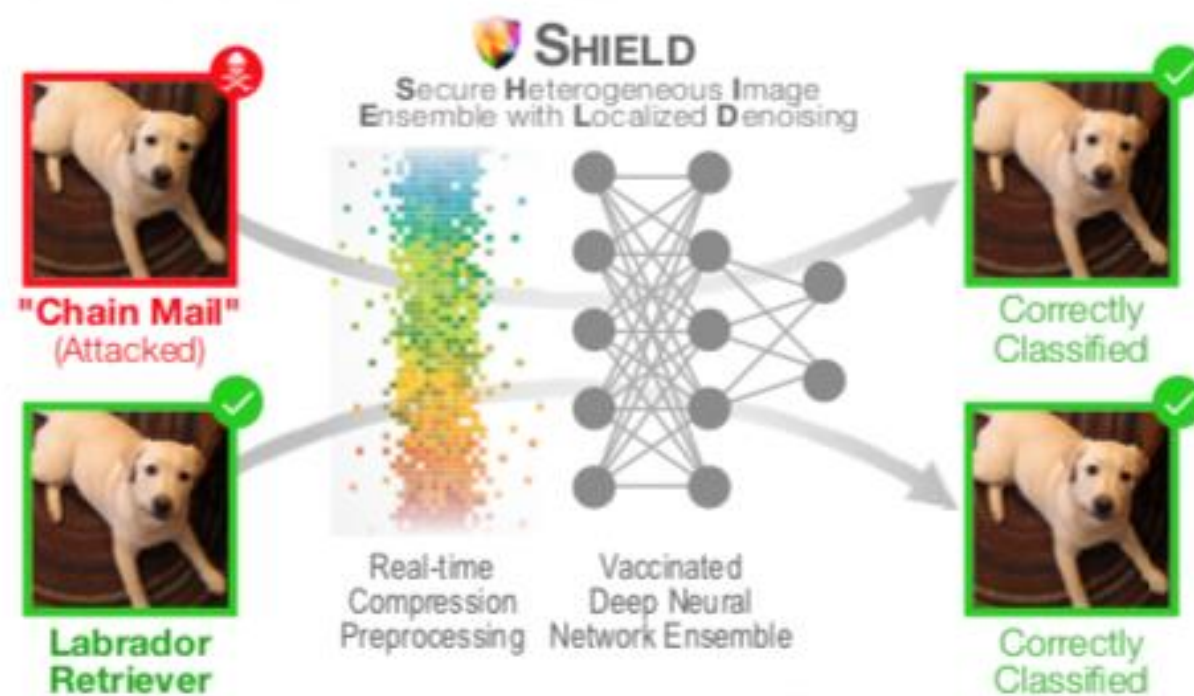 SHIELD
Secure Heterogeneous Image
Ensemble with Localized Denoising
"Chain Mail"
(Attacked)
Labrador
Retriever
Real-time
Compression
Preprocessing
Vaccinated
Deep Neural
Network Ensemble
Correctly
Classified
Correctly
Classified